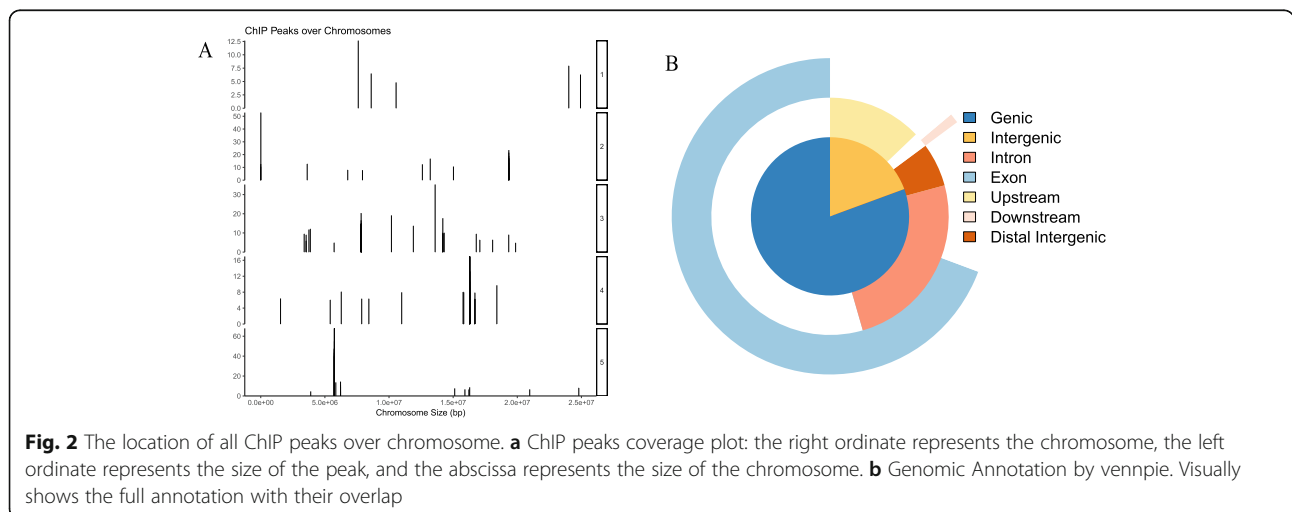 A
ChIP Peaks over Chromosomes
12.5
10.0
7.5
5.0
2.5
0.0
1
50
40
30
20
10
0
2
30
20
10
0
3
16
12
8
4
0
4
60
40
20
0
5
0.0e+00 5.0e+06 1.0e+07 1.5e+07 2.0e+07 2.5e+07
Chromosome Size (bp)
B
Genic
Intergenic
Intron
Exon
Upstream
Downstream
Distal Intergenic
Fig. 2 The location of all ChIP peaks over chromosome. a ChIP peaks coverage plot: the right ordinate represents the chromosome, the left
ordinate represents the size of the peak, and the abscissa represents the size of the chromosome. b Genomic Annotation by vennpie. Visually
shows the full annotation with their overlap